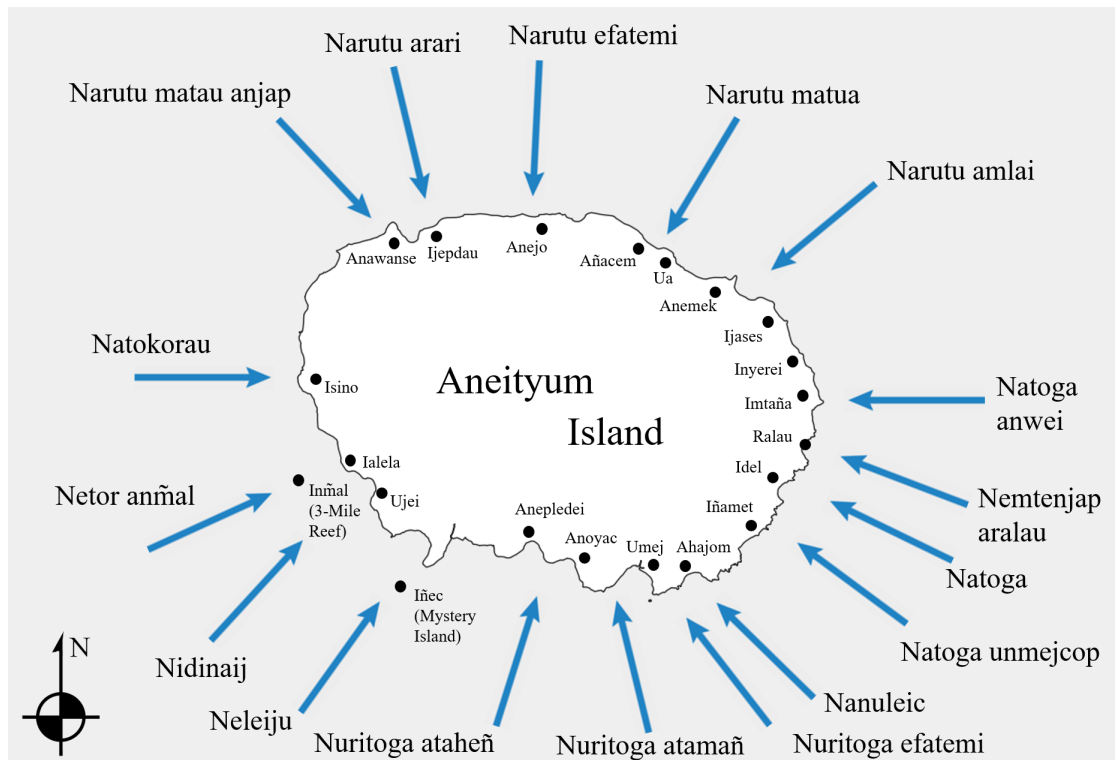 Narutu efatemi
Narutu arari
Narutu matau anjap
Narutu matua
Narutu amlai
Anawanse
Ijepdau
Anejo
Añacem
Ua
Anemek
Ijases
Natokorau
Inyerei
Isino
Aneityum
Island
Imtaña
Natoga
anwei
Ralau
Ialela
Idel
Netor anm̃al
Inm̃al
(3-Mile
Reef)
Ujei
Anepledei
Iñamet
Nemtenjap
aralau
Anoyac
Umej
Ahajom
Natoga
Iñec
(Mystery
Island)
N
Natoga unmejcop
Nidinaij
Nanuleic
Neleiju
Nuritoga ataheñ
Nuritoga atamañ
Nuritoga efatemi